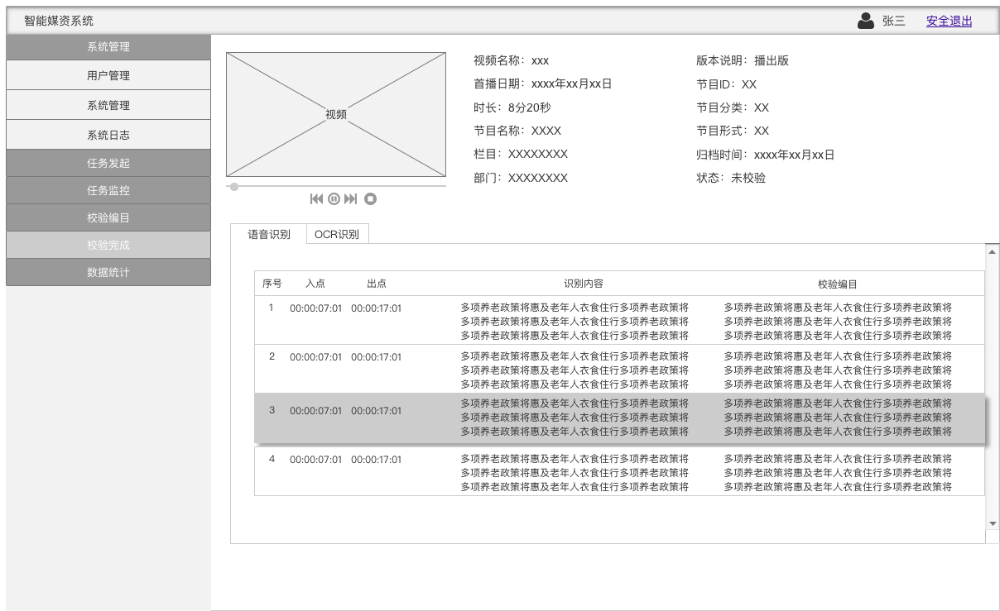 智能媒资系统
张三 安全退出
系统管理
用户管理
系统管理
系统日志
任务发起
任务监控
校验编目
校验完成
数据统计
视频
视频名称：xxx
首播日期：xxxx年xx月xx日
时长：8分20秒
节目名称：XXXX
栏目：XXXXXXXX
部门：XXXXXXXX
版本说明：播出版
节目ID：XX
节目分类：XX
节目形式：XX
归档时间：xxxx年xx月xx日
状态：未校验
语音识别 OCR识别
序号 入点 出点 识别内容 校验编目
1 00:00:07:01 00:00:17:01 多项养老政策将惠及老年人衣食住行多项养老政策将 多项养老政策将惠及老年人衣食住行多项养老政策将
多项养老政策将惠及老年人衣食住行多项养老政策将 多项养老政策将惠及老年人衣食住行多项养老政策将
多项养老政策将惠及老年人衣食住行多项养老政策将 多项养老政策将惠及老年人衣食住行多项养老政策将
2 00:00:07:01 00:00:17:01 多项养老政策将惠及老年人衣食住行多项养老政策将 多项养老政策将惠及老年人衣食住行多项养老政策将
多项养老政策将惠及老年人衣食住行多项养老政策将 多项养老政策将惠及老年人衣食住行多项养老政策将
多项养老政策将惠及老年人衣食住行多项养老政策将 多项养老政策将惠及老年人衣食住行多项养老政策将
3 00:00:07:01 00:00:17:01 多项养老政策将惠及老年人衣食住行多项养老政策将 多项养老政策将惠及老年人衣食住行多项养老政策将
多项养老政策将惠及老年人衣食住行多项养老政策将 多项养老政策将惠及老年人衣食住行多项养老政策将
多项养老政策将惠及老年人衣食住行多项养老政策将 多项养老政策将惠及老年人衣食住行多项养老政策将
4 00:00:07:01 00:00:17:01 多项养老政策将惠及老年人衣食住行多项养老政策将 多项养老政策将惠及老年人衣食住行多项养老政策将
多项养老政策将惠及老年人衣食住行多项养老政策将 多项养老政策将惠及老年人衣食住行多项养老政策将
多项养老政策将惠及老年人衣食住行多项养老政策将 多项养老政策将惠及老年人衣食住行多项养老政策将